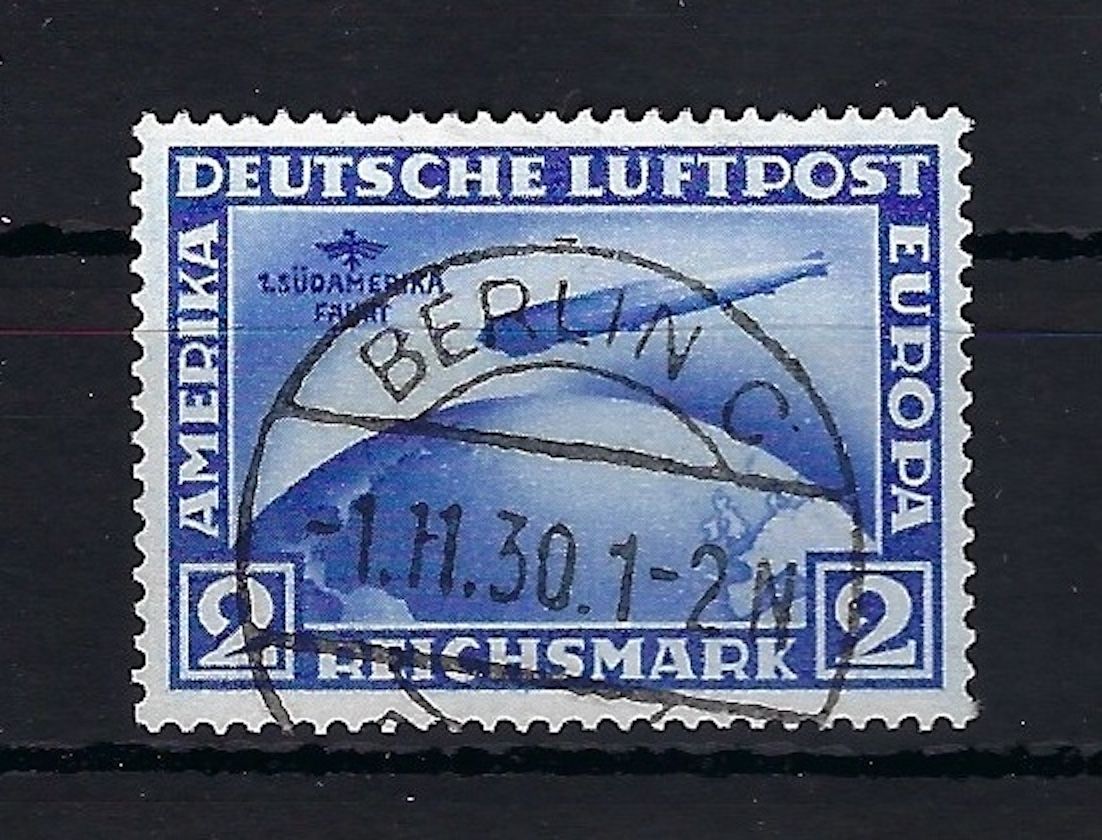 DEUTSCHE LUFTPOST
AMERIKA
EUROPA
1. SÜDAMERIKA
FAHRT
BERLIN C.
-1.11.30.1-2N
2
REICHSMARK
2